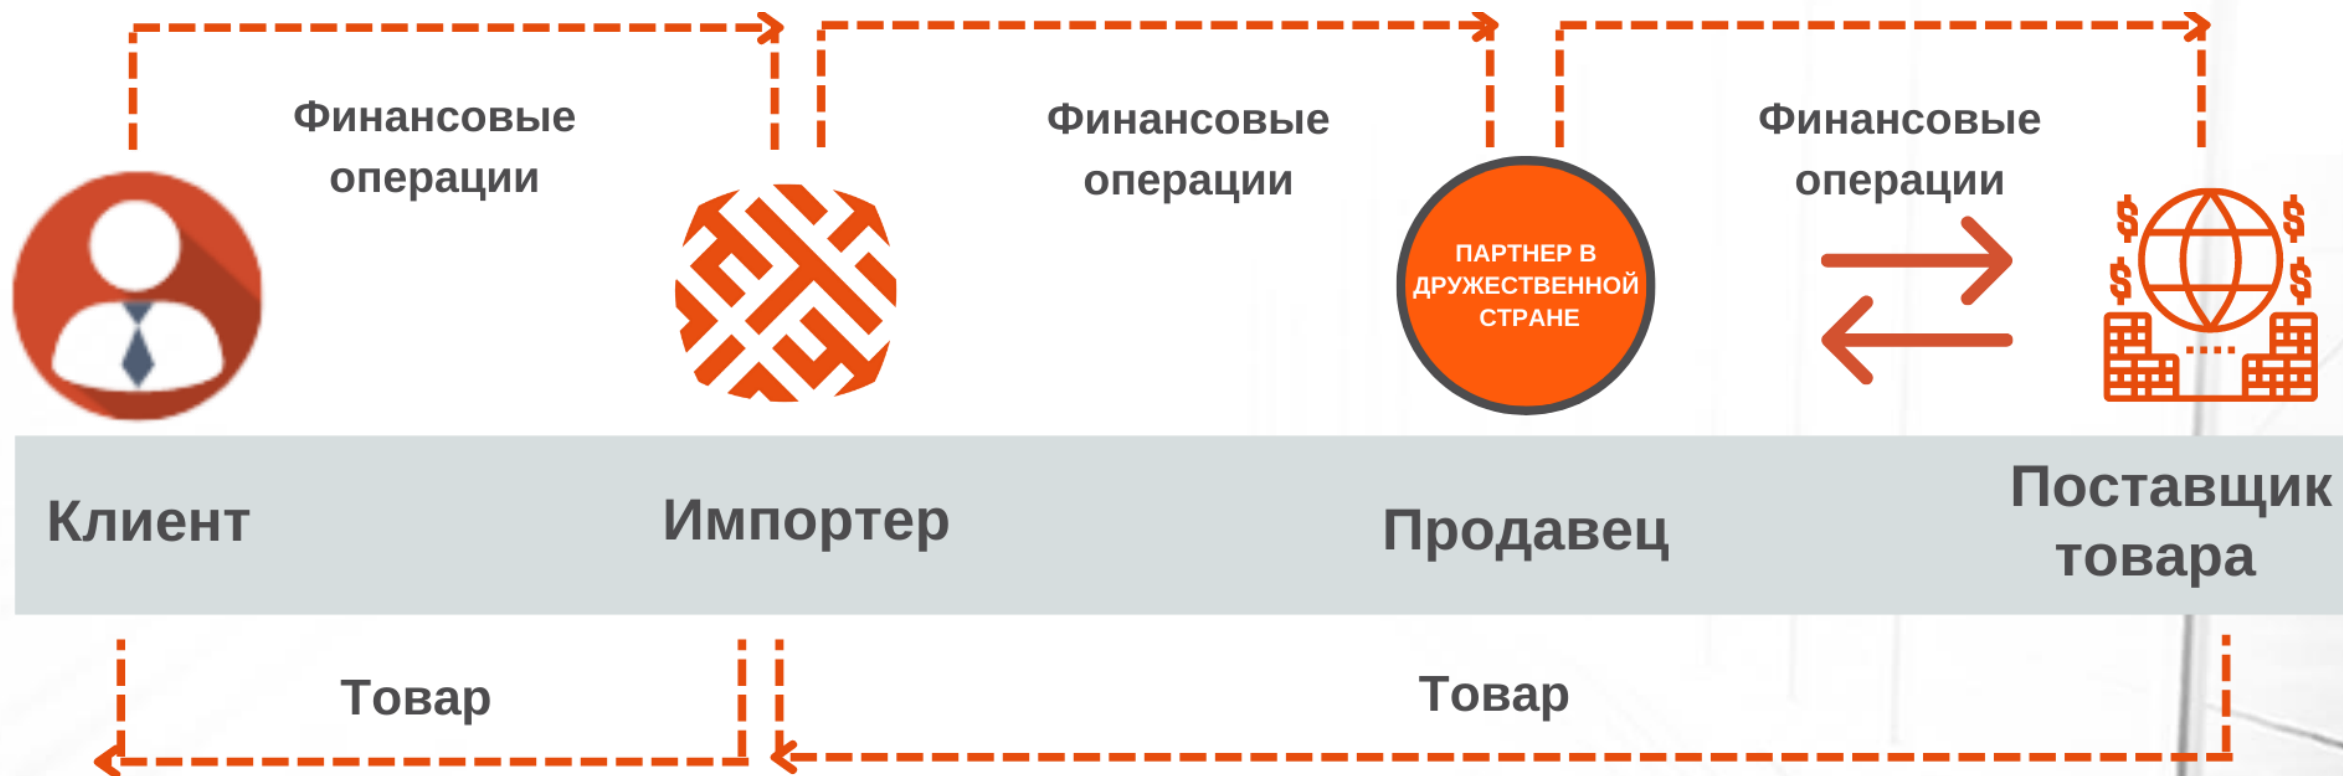 Финансовые
операции
Финансовые
операции
Финансовые
операции
ПАРТНЕР В
ДРУЖЕСТВЕННОЙ
СТРАНЕ
$ $
$ $
Клиент
Импортер
Продавец
Поставщик
товара
Товар
Товар